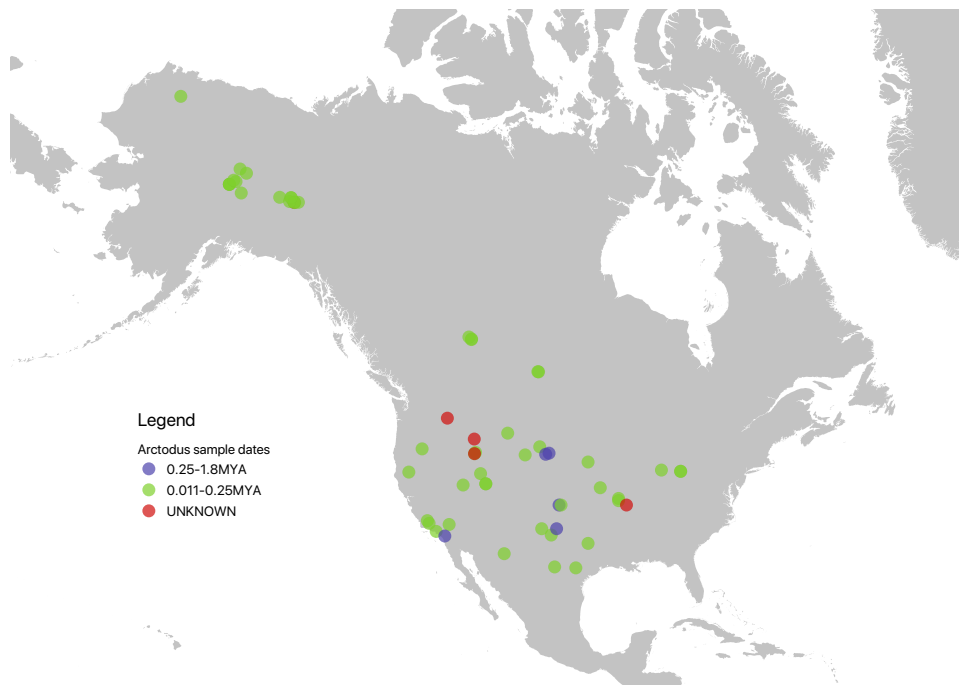 Legend
Arctodus sample dates
0.25-1.8MYA
0.011-0.25MYA
UNKNOWN